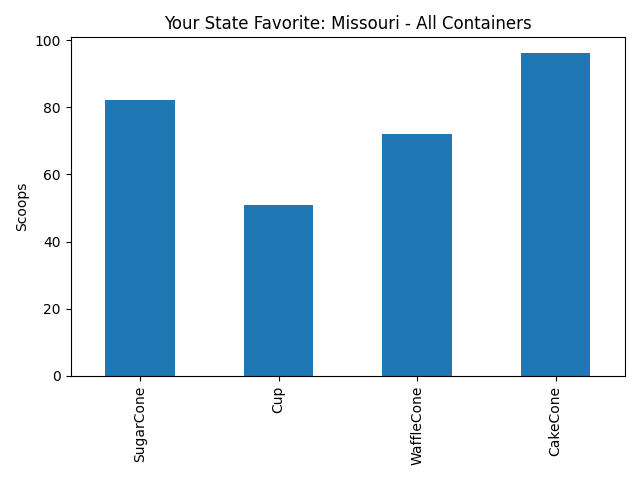 Your State Favorite: Missouri - All Containers
Scoops
100
80
60
40
20
0
SugarCone
Cup
WaffleCone
CakeCone